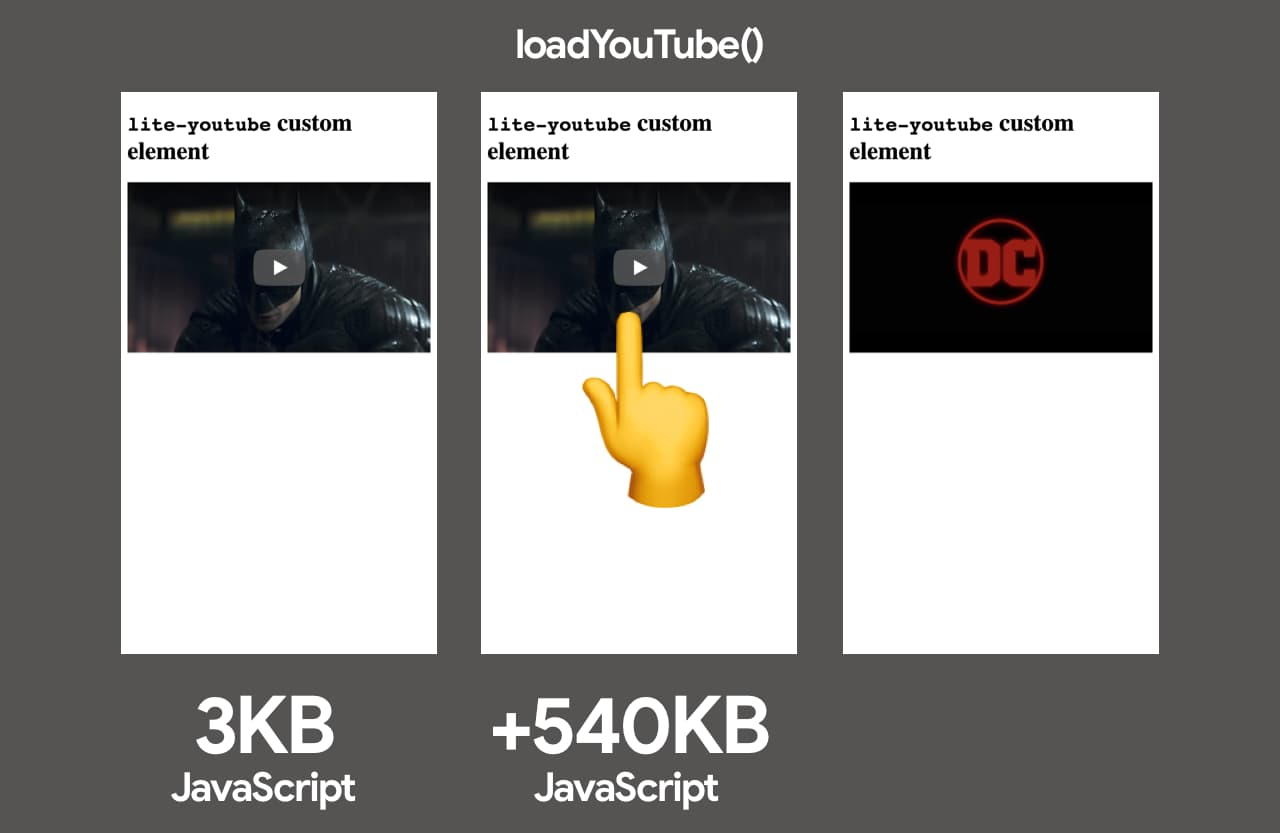 loadYouTube()
lite-youtube custom
element
lite-youtube custom
element
lite-youtube custom
element
DC
3KB
JavaScript
+540KB
JavaScript